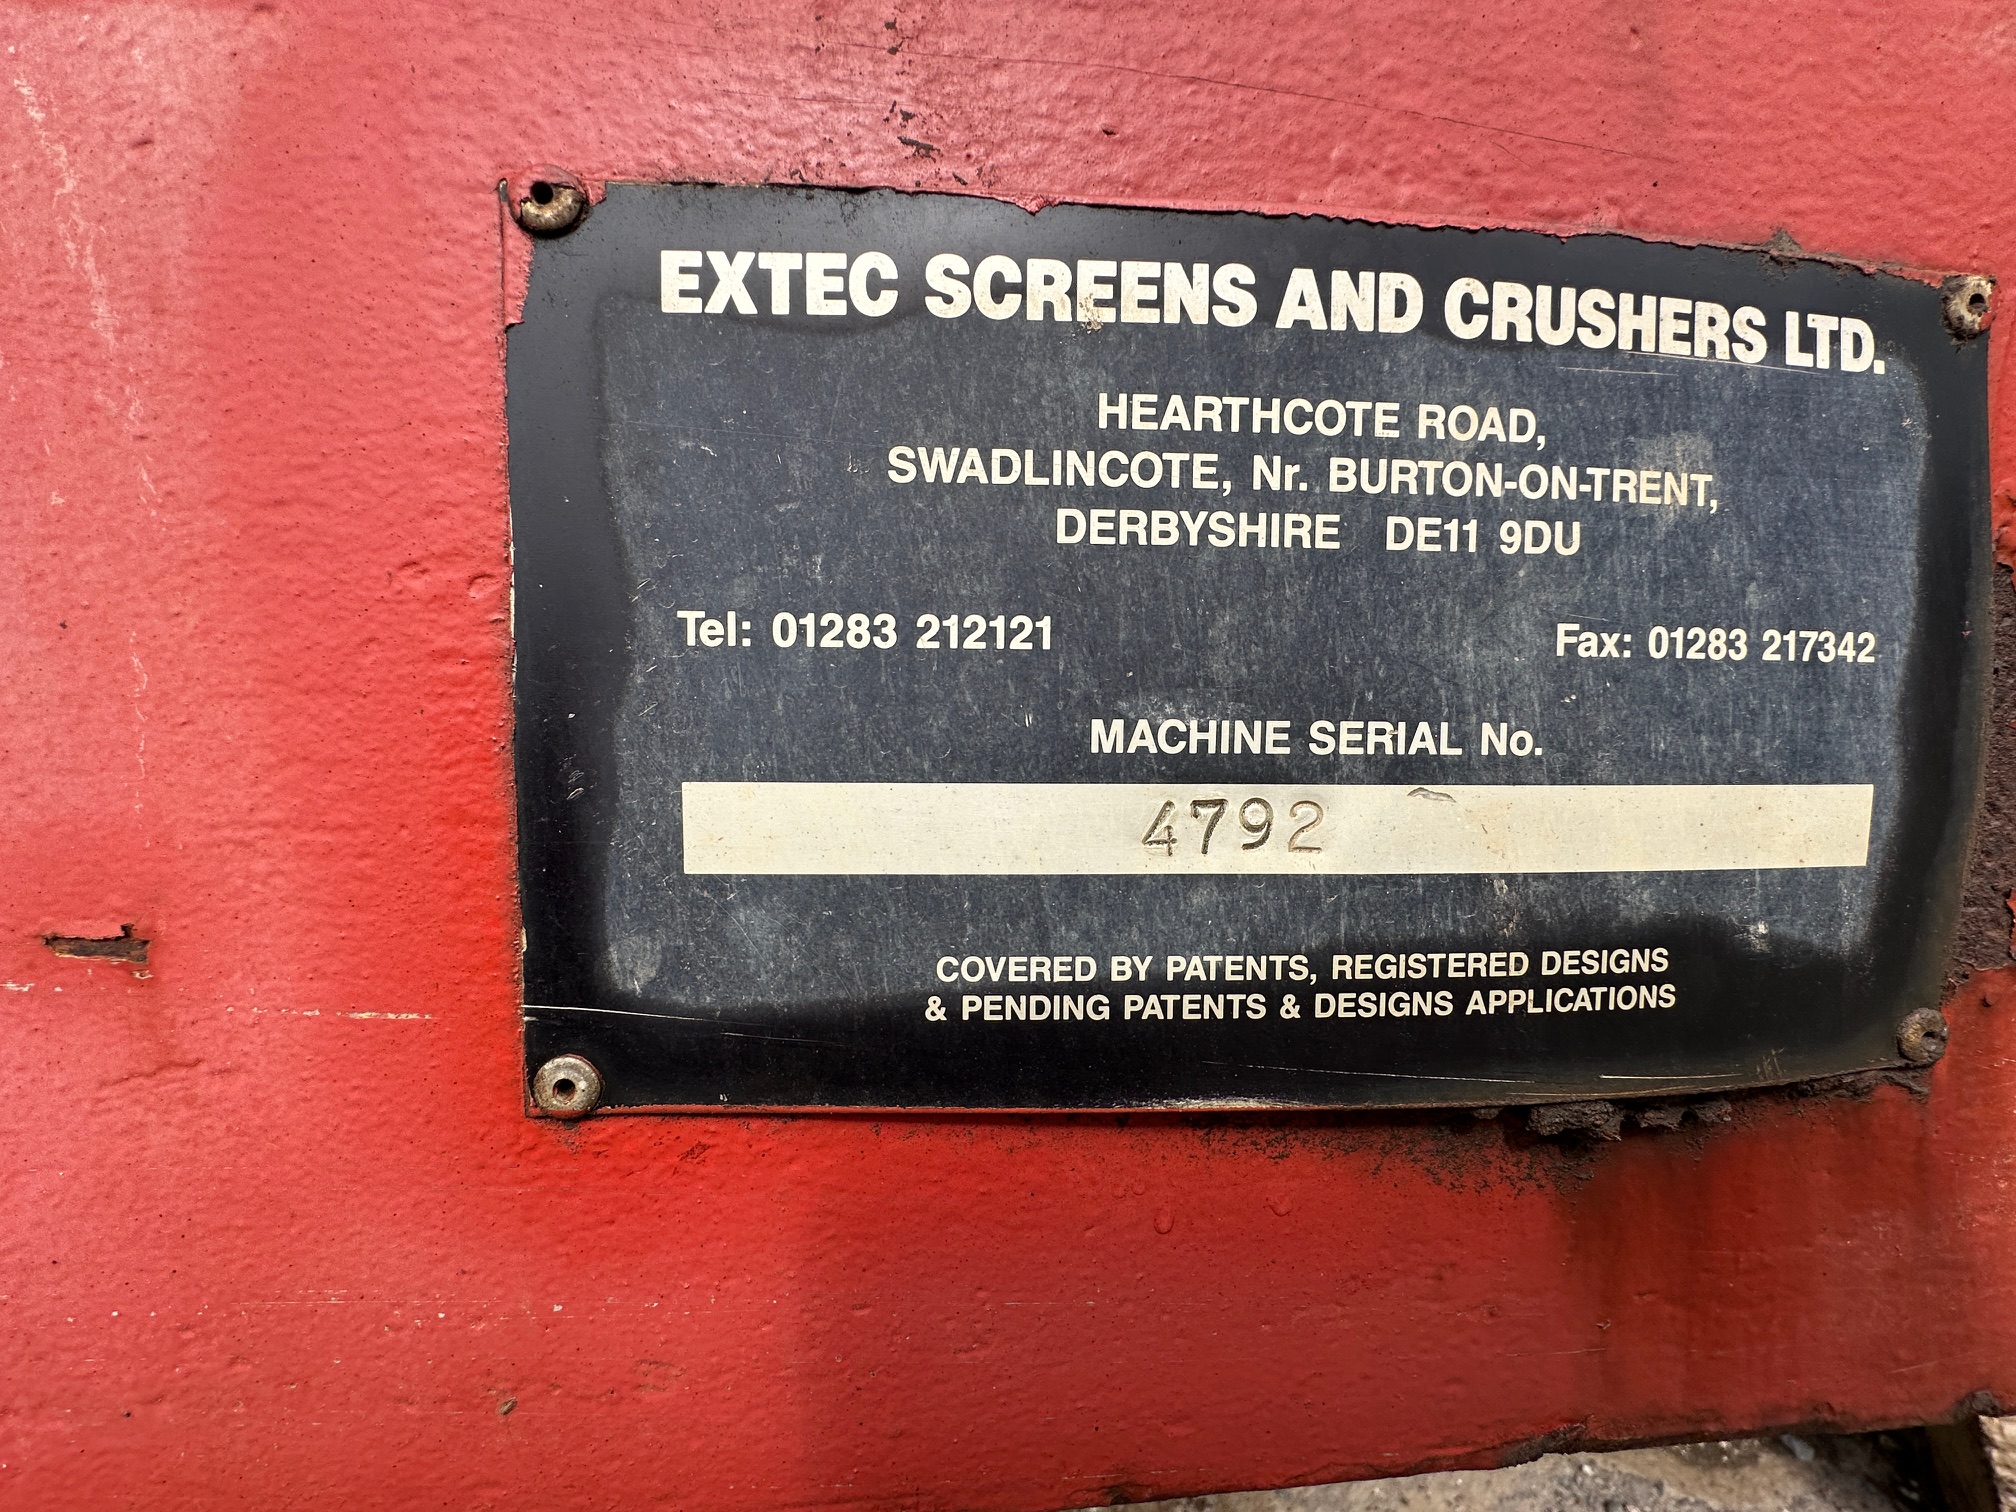 EXTEC SCREENS AND CRUSHERS LTD.
HEARTHCOTE ROAD,
SWADLINCOTE, Nr. BURTON-ON-TRENT,
DERBYSHIRE DE11 9DU
Tel: 01283 212121 Fax: 01283 217342
MACHINE SERIAL No.
4792
COVERED BY PATENTS, REGISTERED DESIGNS
& PENDING PATENTS & DESIGNS APPLICATIONS